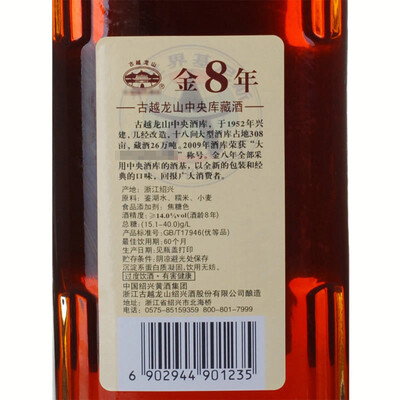 古越龙山
金8年
古越龙山中央库藏酒
古越龙山中央酒库,于1952年兴
建,几经改造,十八间大型酒库占地308
亩,藏酒26万吨,2009年酒库荣获“大
”称号。金八年全部采
用中央酒库的酒基,以全新的包装和经
典的口味,回报广大消费者。
产地:浙江绍兴
原料:鉴湖水、糯米、小麦
食品添加剂:焦糖色
酒精度:≥14.0%vol(酒龄8年)
总糖:(15.1-40.0)g/L
产品标准号:GB/T17946(优等品)
最佳饮用期:60个月
生产日期:见瓶盖打印
贮存条件:阴凉避光处保存
沉淀系蛋白质凝固,饮用无妨。
过度饮酒·有害健康
中国绍兴黄酒集团
浙江古越龙山绍兴酒股份有限公司酿造
地址:浙江省绍兴市北海桥
电话:0575-85159359 800-801-7999
6 902944 901235